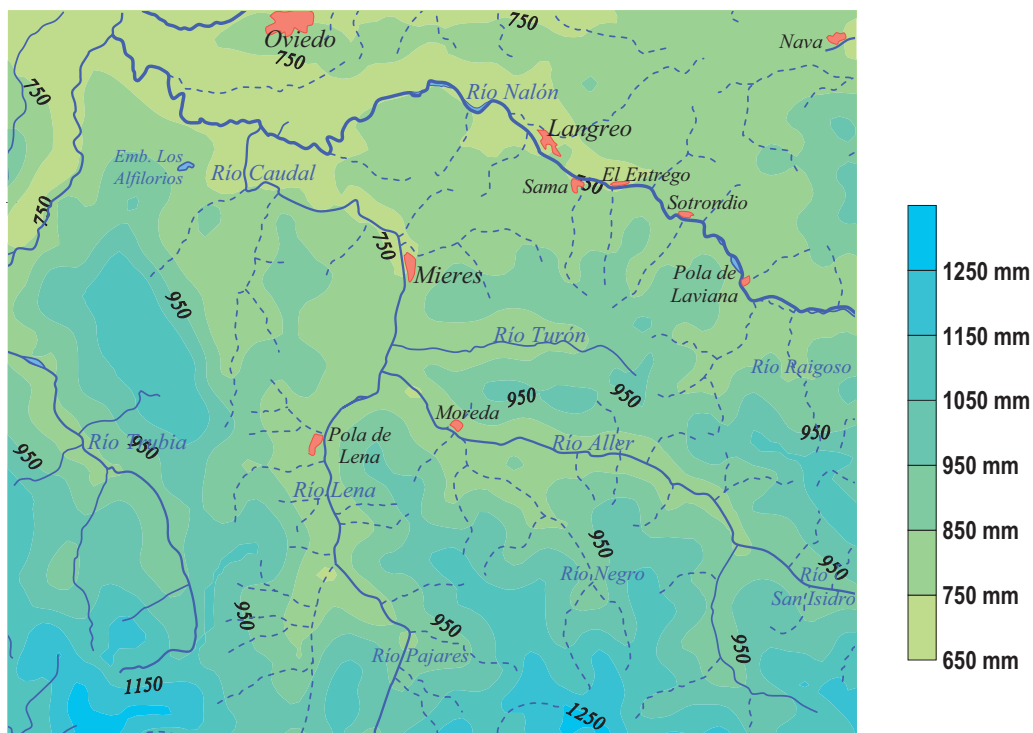 750
Oviedo
Nava
750
750
Río Nalón
Langreo
Emb. Los
Alfilorios
Río Caudal
Sama
750
El Entrego
750
Sotrondio
750
Mieres
Pola de
Laviana
950
Río Turón
Río Raigoso
950
950
Moreda
Río Trubia
950
950
Pola de
Lena
Río Aller
950
Río Lena
950
950
Río Negro
Río
San Isidro
950
950
950
Río Pajares
1150
1250
1250 mm
1150 mm
1050 mm
950 mm
850 mm
750 mm
650 mm